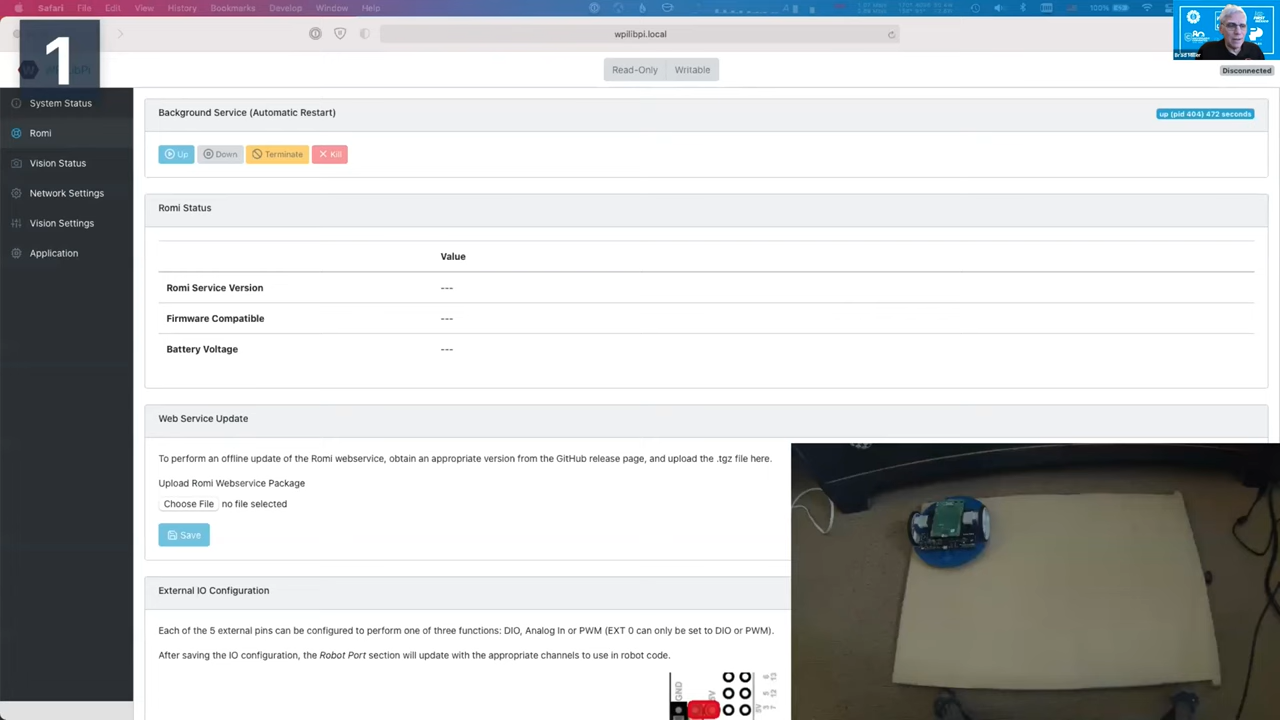 Safari File Edit View History Bookmarks Develop Window Help
100%
1
wpilibpi.local
Brad Miller
Read-Only Writable
Disconnected
System Status
Romi
Vision Status
Network Settings
Vision Settings
Application
Background Service (Automatic Restart)
up (pid 404) 472 seconds
Up Down Terminate Kill
Romi Status
Value
Romi Service Version ---
Firmware Compatible ---
Battery Voltage ---
Web Service Update
To perform an offline update of the Romi webservice, obtain an appropriate version from the GitHub release page, and upload the .tgz file here.
Upload Romi Webservice Package
Choose File no file selected
Save
External IO Configuration
Each of the 5 external pins can be configured to perform one of three functions: DIO, Analog In or PWM (EXT 0 can only be set to DIO or PWM).
After saving the IO configuration, the Robot Port section will update with the appropriate channels to use in robot code.
GND
5V